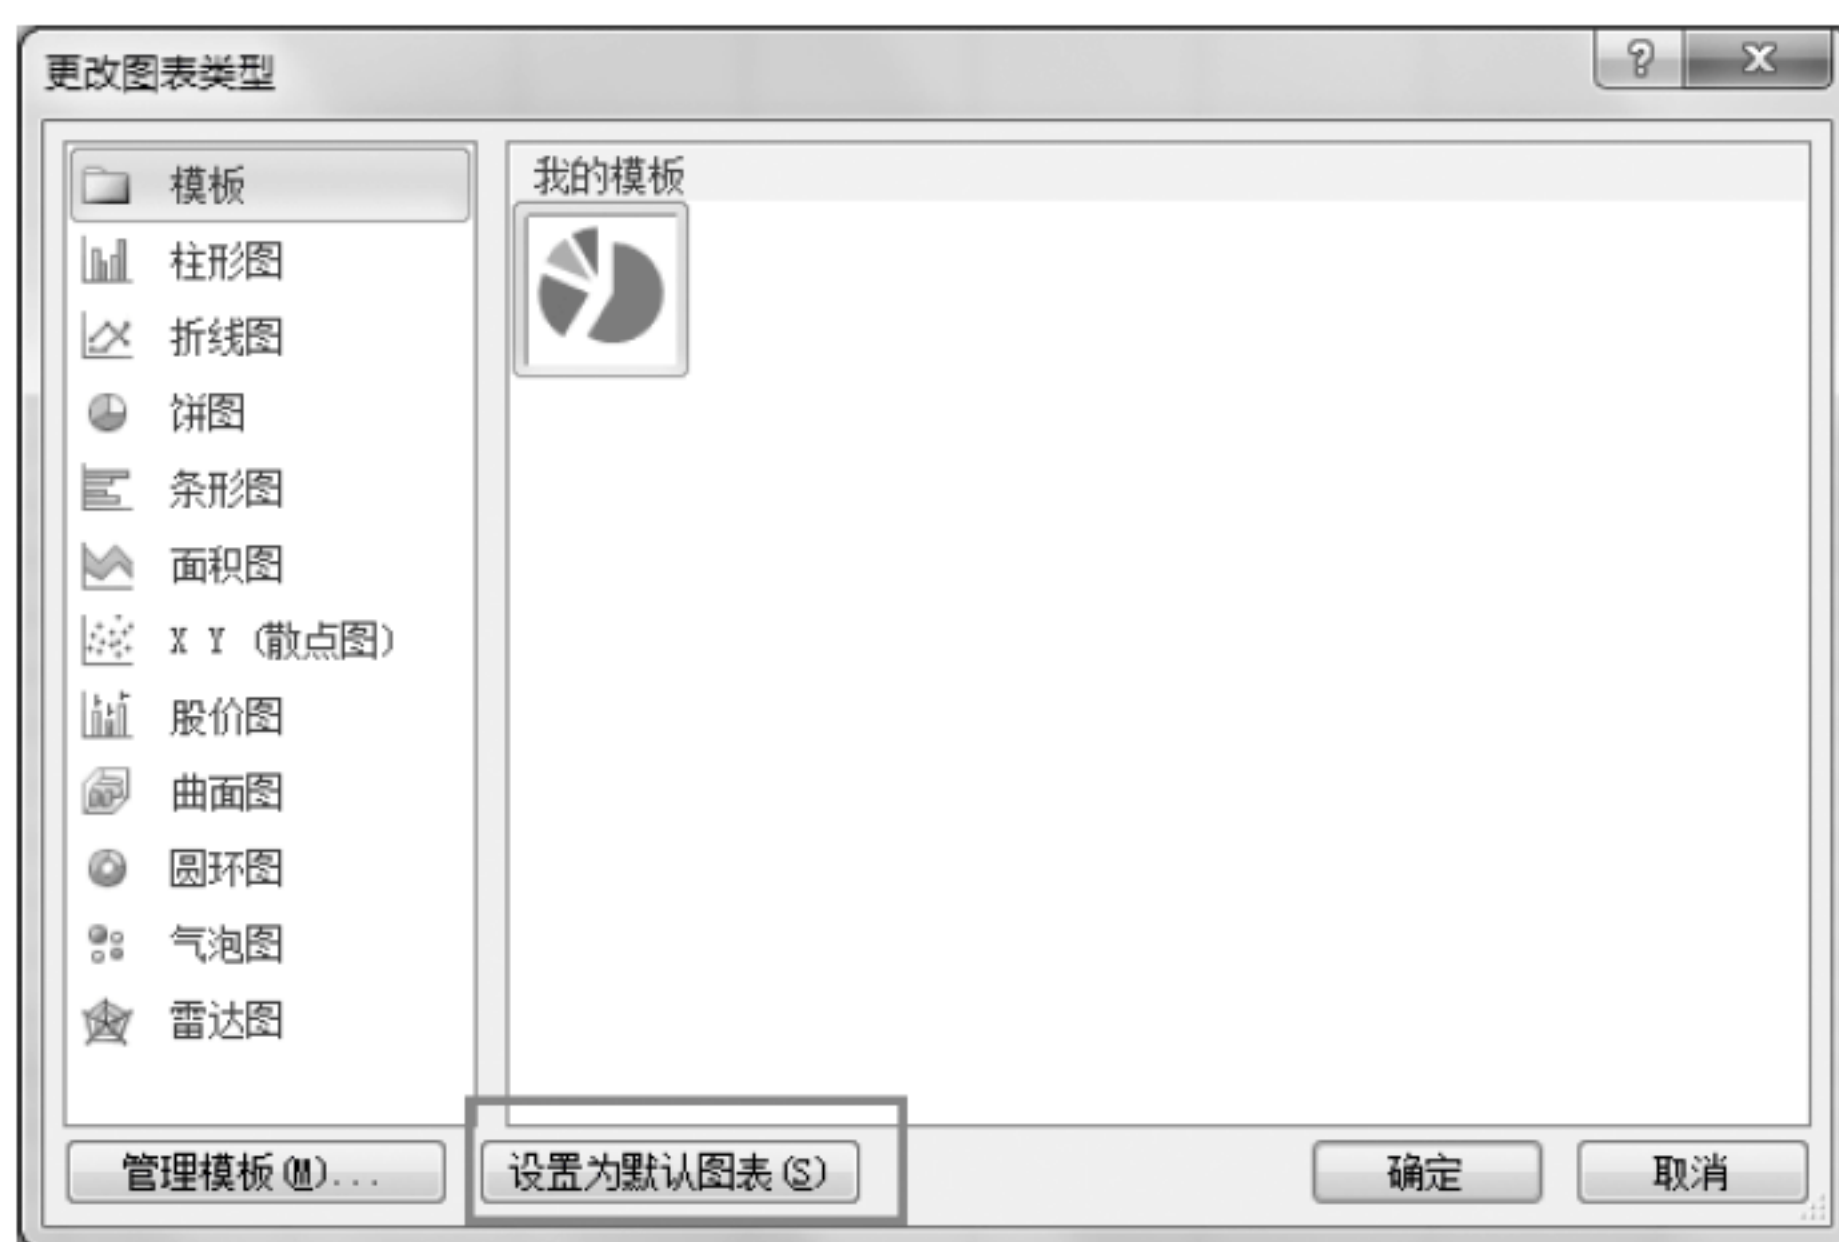 更改图表类型
模板
柱形图
折线图
饼图
条形图
面积图
X Y (散点图)
股价图
曲面图
圆环图
气泡图
雷达图
我的模板
管理模板(M)...
设置为默认图表(S)
确定
取消